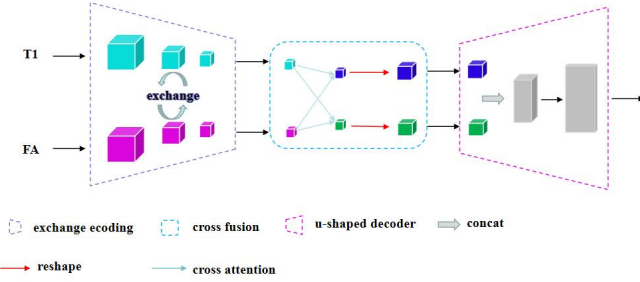 T1
exchange
FA
exchange ecoding
cross fusion
u-shaped decoder
concat
reshape
cross attention